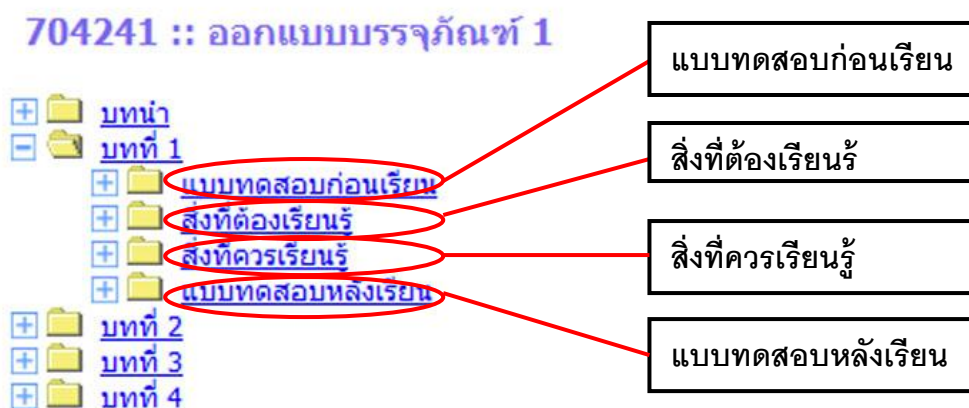 704241 :: ออกแบบบรรจุภัณฑ์ 1
บทนำ
บทที่ 1
แบบทดสอบก่อนเรียน
สิ่งที่ต้องเรียนรู้
สิ่งที่ควรเรียนรู้
แบบทดสอบหลังเรียน
บทที่ 2
บทที่ 3
บทที่ 4
แบบทดสอบก่อนเรียน
สิ่งที่ต้องเรียนร้
สิ่งที่ควรเรียนรู้
แบบทดสอบหลังเรียน